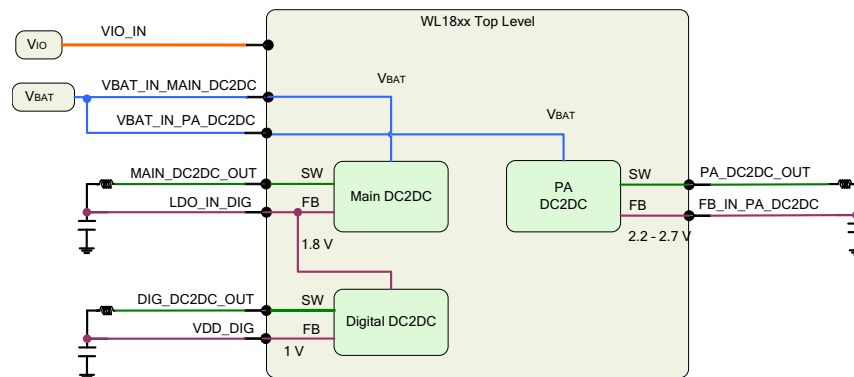 WL18xx Top Level
VIO
VIO_IN
VBAT
VBAT_IN_MAIN_DC2DC
VBAT
VBAT_IN_PA_DC2DC
VBAT
MAIN_DC2DC_OUT
SW
Main DC2DC
LDO_IN_DIG
FB
1.8 V
PA
DC2DC
SW
PA_DC2DC_OUT
FB
FB_IN_PA_DC2DC
2.2 - 2.7 V
DIG_DC2DC_OUT
SW
Digital DC2DC
VDD_DIG
FB
1 V